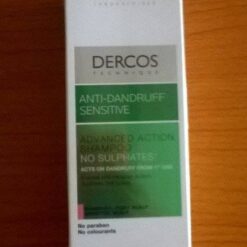 LABORATOIRES
DERCOS
TECHNIQUE
ANTI-DANDRUFF
SENSITIVE
ADVANCED ACTION
SHAMPOO
NO SULPHATES
ACTS ON DANDRUFF FROM 1ST USE
No paraben
No colourants